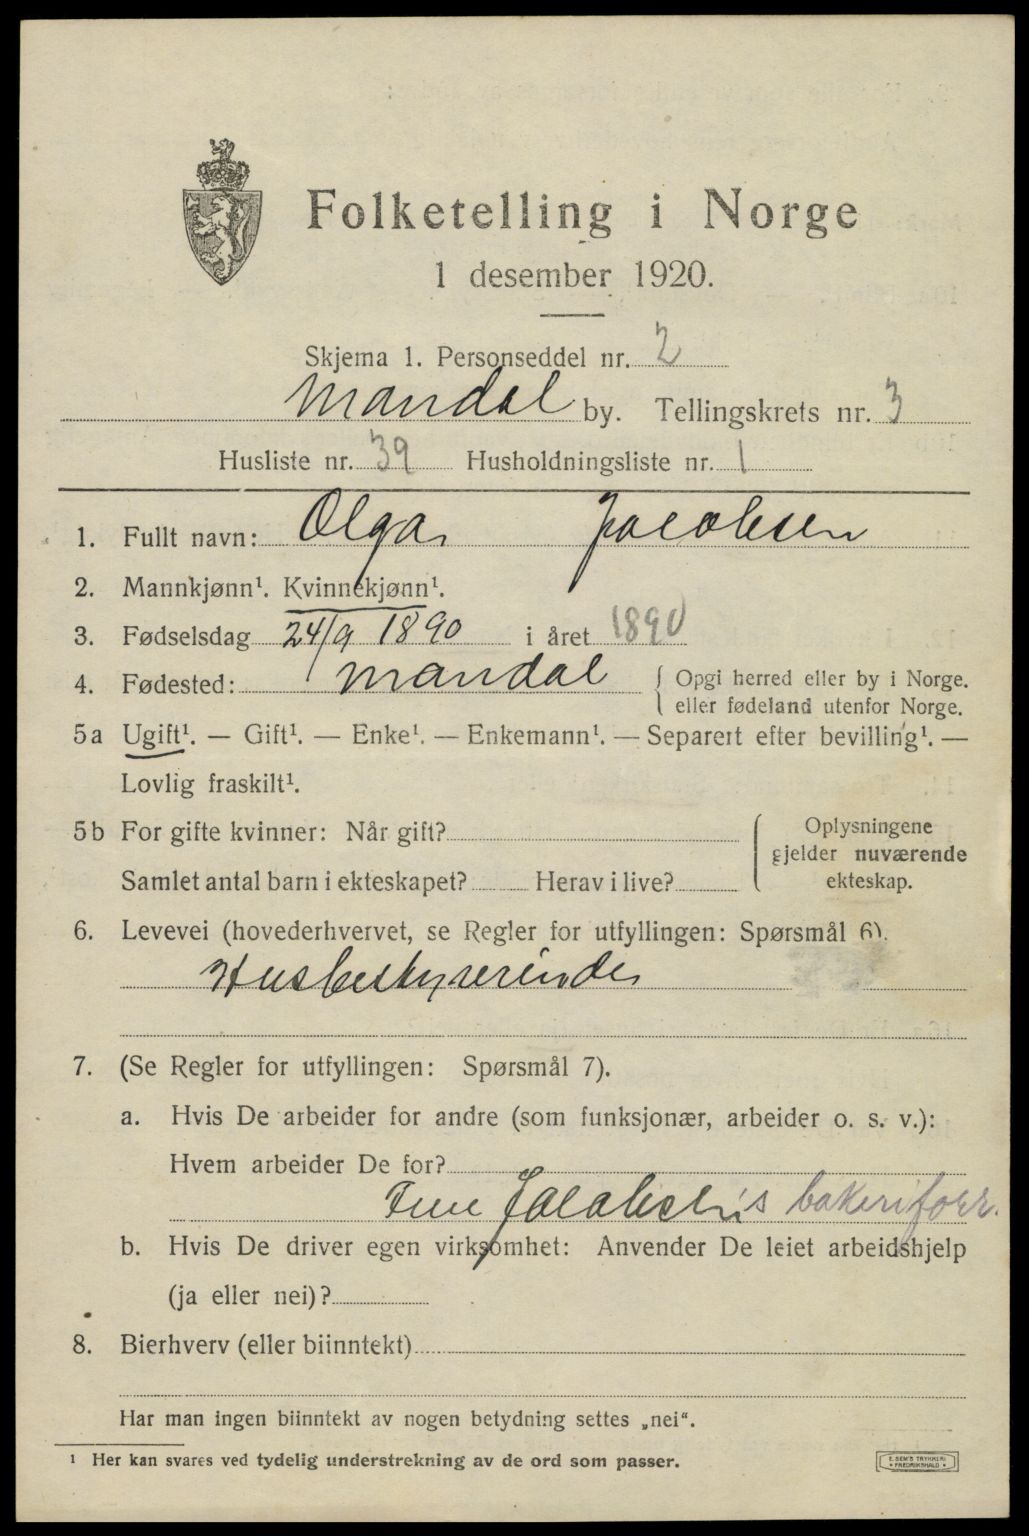 Folketelling i Norge
1 desember 1920.
Skjema 1. Personseddel nr. 2
Mandal by. Tellingskrets nr. 3
Husliste nr. 39 Husholdningsliste nr. 1
1. Fullt navn: Olga Jacobsen
2. Mannkjønn¹. Kvinnekjønn¹.
3. Fødselsdag 24/9 1890 i året 1890
4. Fødested: Mandal { Opgi herred eller by i Norge.
eller fødeland utenfor Norge.
5a Ugift¹. — Gift¹. — Enke¹. — Enkemann¹. — Separert efter bevilling¹. —
Lovlig fraskilt¹.
5b For gifte kvinner: Når gift?
Samlet antal barn i ekteskapet? Herav i live?
Oplysningene
gjelder nuværende
ekteskap.
6. Levevei (hovederhvervet, se Regler for utfyllingen: Spørsmål 6).
Husbestyrerinde
7. (Se Regler for utfyllingen: Spørsmål 7).
a. Hvis De arbeider for andre (som funksjonær, arbeider o. s. v.):
Hvem arbeider De for?
Jacobsen's bakeriforr.
b. Hvis De driver egen virksomhet: Anvender De leiet arbeidshjelp
(ja eller nei)?
8. Bierhverv (eller biinntekt)
Har man ingen biinntekt av nogen betydning settes „nei“.
¹ Her kan svares ved tydelig understrekning av de ord som passer.
E. SEM'S TRYKKERI
• FREDRIKSHALD •